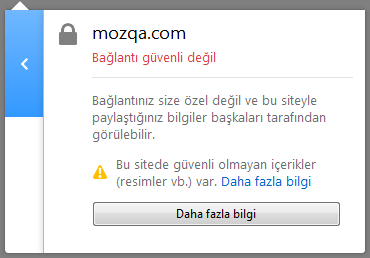 mozqa.com
Bağlantı güvenli değil
Bağlantınız size özel değil ve bu siteyle
paylaştığınız bilgiler başkaları tarafından
görülebilir.
Bu sitede güvenli olmayan içerikler
(resimler vb.) var. Daha fazla bilgi
Daha fazla bilgi